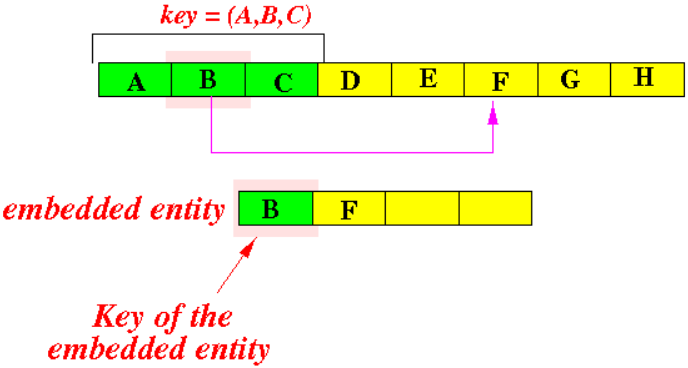 key = (A,B,C)
A B C D E F G H
embedded entity B F
Key of the
embedded entity